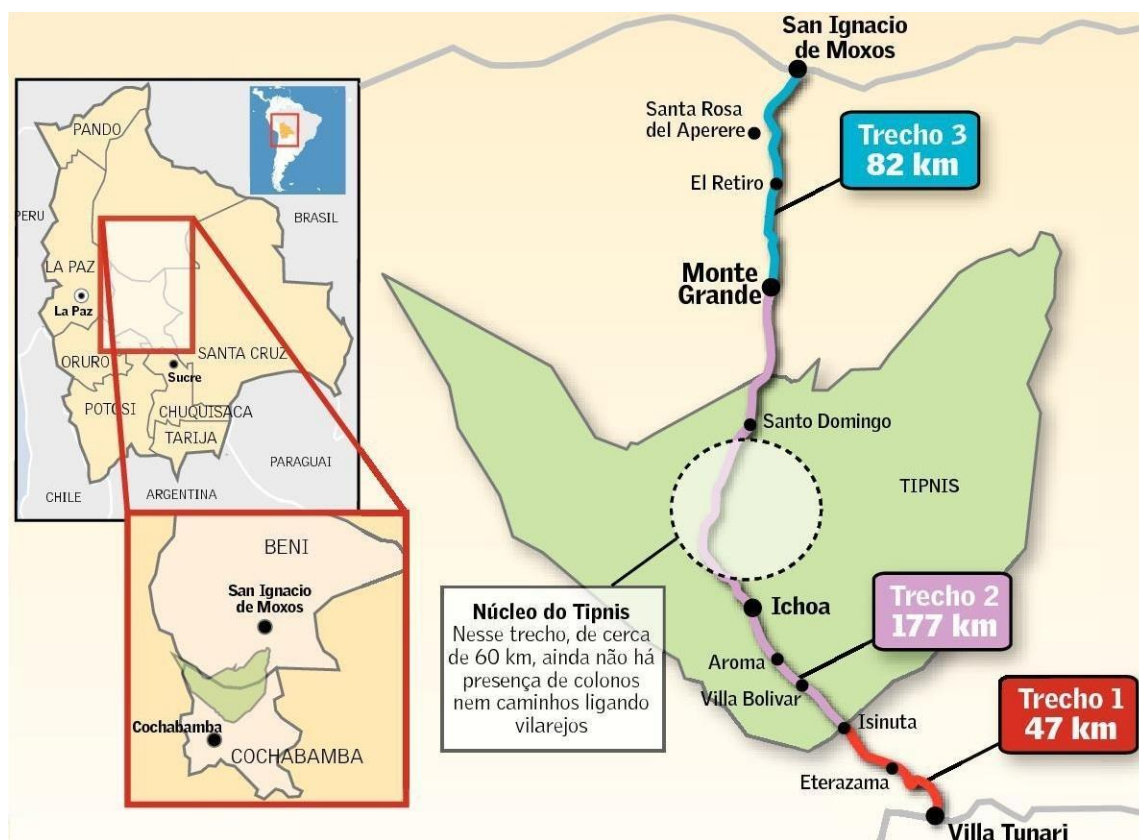 PANDO
PERU
BRASIL
LA PAZ
La Paz
ORURO
SANTA CRUZ
Sucre
POTOSI
CHUQUISACA
TARIJA
PARAGUAI
CHILE
ARGENTINA
BENI
San Ignacio
de Moxos
Cochabamba
COCHABAMBA
San Ignacio
de Moxos
Santa Rosa
del Aperere
Trecho 3
82 km
El Retiro
Monte
Grande
Santo Domingo
TIPNIS
Núcleo do Tipnis
Nesse trecho, de cerca
de 60 km, ainda não há
presença de colonos
nem caminhos ligando
vilarejos
Ichoa
Trecho 2
177 km
Aroma
Villa Bolivar
Isinuta
Trecho 1
47 km
Eterazama
Villa Tunari